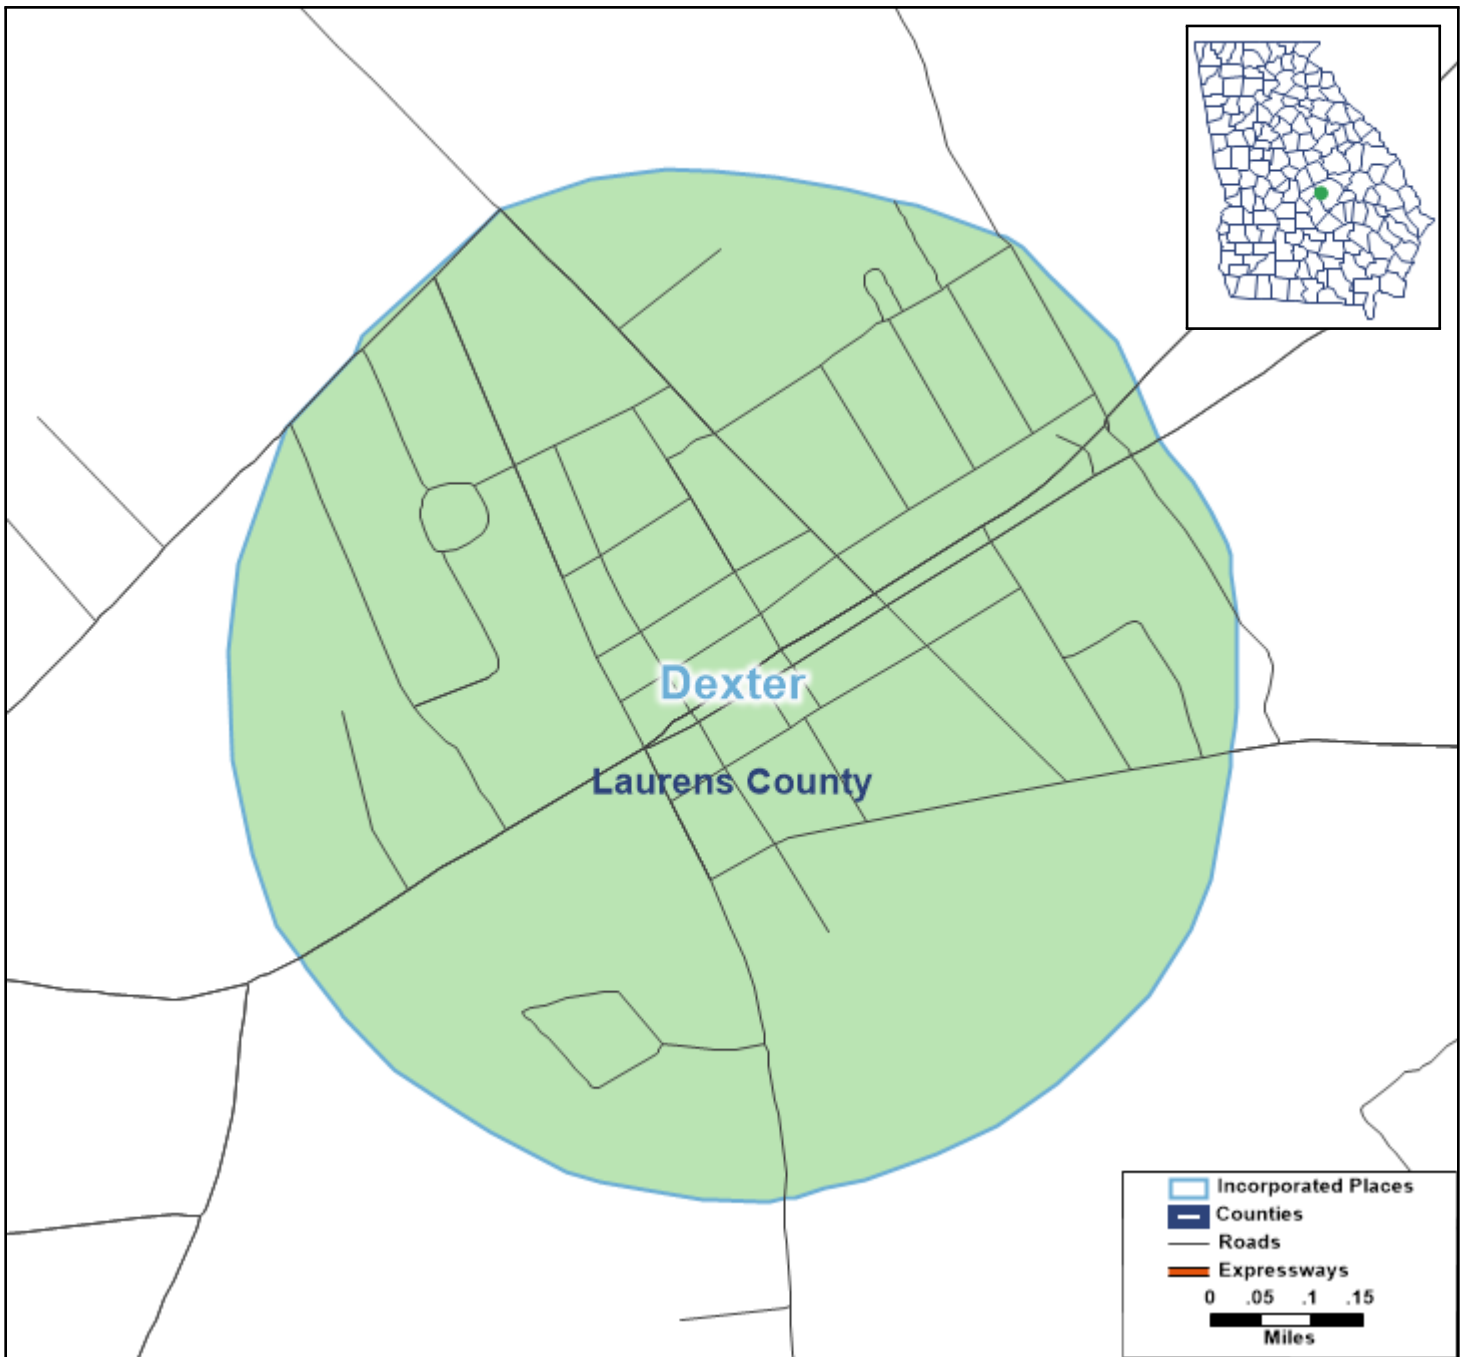 Dexter
Laurens County
Incorporated Places
Counties
Roads
Expressways
0 .05 .1 .15
Miles